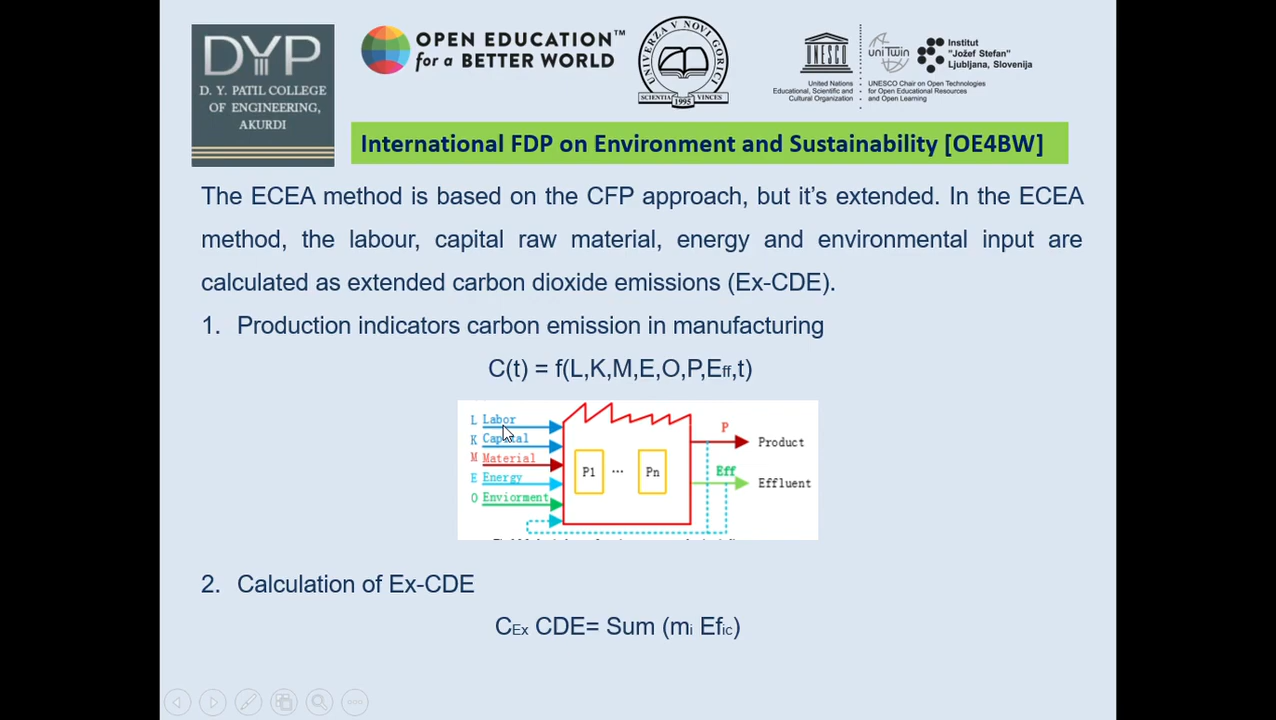 DYP
D. Y. PATIL COLLEGE
OF ENGINEERING,
AKURDI
OPEN EDUCATION™
for a BETTER WORLD
UNIVERZA V NOVI GORICI
SCIENTIA VINCES
1995
UNESCO
United Nations
Educational, Scientific and
Cultural Organization
uniTwin
Institut
"Jožef Stefan"
Ljubljana, Slovenija
UNESCO Chair on Open Technologies
for Open Educational Resources
and Open Learning
International FDP on Environment and Sustainability [OE4BW]
The ECEA method is based on the CFP approach, but it's extended. In the ECEA
method, the labour, capital raw material, energy and environmental input are
calculated as extended carbon dioxide emissions (Ex-CDE).
1. Production indicators carbon emission in manufacturing
C(t) = f(L,K,M,E,O,P,Eff,t)
L Labor
K Capital
M Material
E Energy
O Enviorment
P1 ... Pn
P
Product
Eff
Effluent
2. Calculation of Ex-CDE
CEx CDE= Sum (mi Efic)